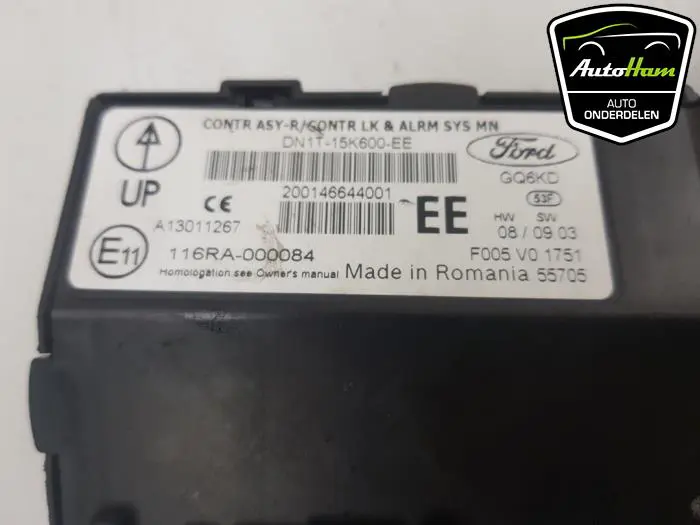 AutoHam
AUTO
ONDERDELEN
CONTR ASY-R/CONTR LK & ALRM SYS MN
DN1T-15K600-EE
Ford
UP
GQ6KD
53F
CE
200146644001
EE
HW SW
08 / 09.03
A13011267
E11
116RA-000084
F005 V0 1751
Homologation see Owner's manual Made in Romania 55705